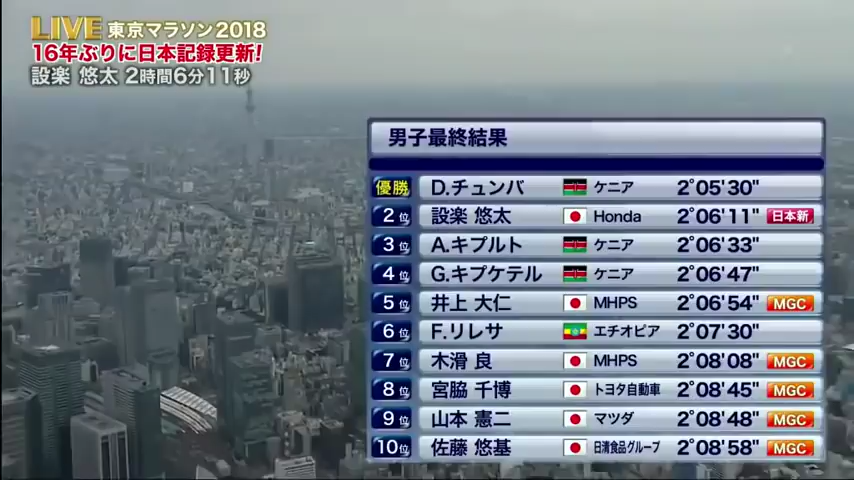 LIVE 東京マラソン2018
16年ぶりに日本記録更新!
設楽 悠太 2時間6分11秒
男子最終結果
優勝 D.チュンバ ケニア 2°05'30"
2位 設楽 悠太 Honda 2°06'11" 日本新
3位 A.キプルト ケニア 2°06'33"
4位 G.キプケテル ケニア 2°06'47"
5位 井上 大仁 MHPS 2°06'54" MGC
6位 F.リレサ エチオピア 2°07'30"
7位 木滑 良 MHPS 2°08'08" MGC
8位 宮脇 千博 トヨタ自動車 2°08'45" MGC
9位 山本 憲二 マツダ 2°08'48" MGC
10位 佐藤 悠基 日清食品グループ 2°08'58" MGC